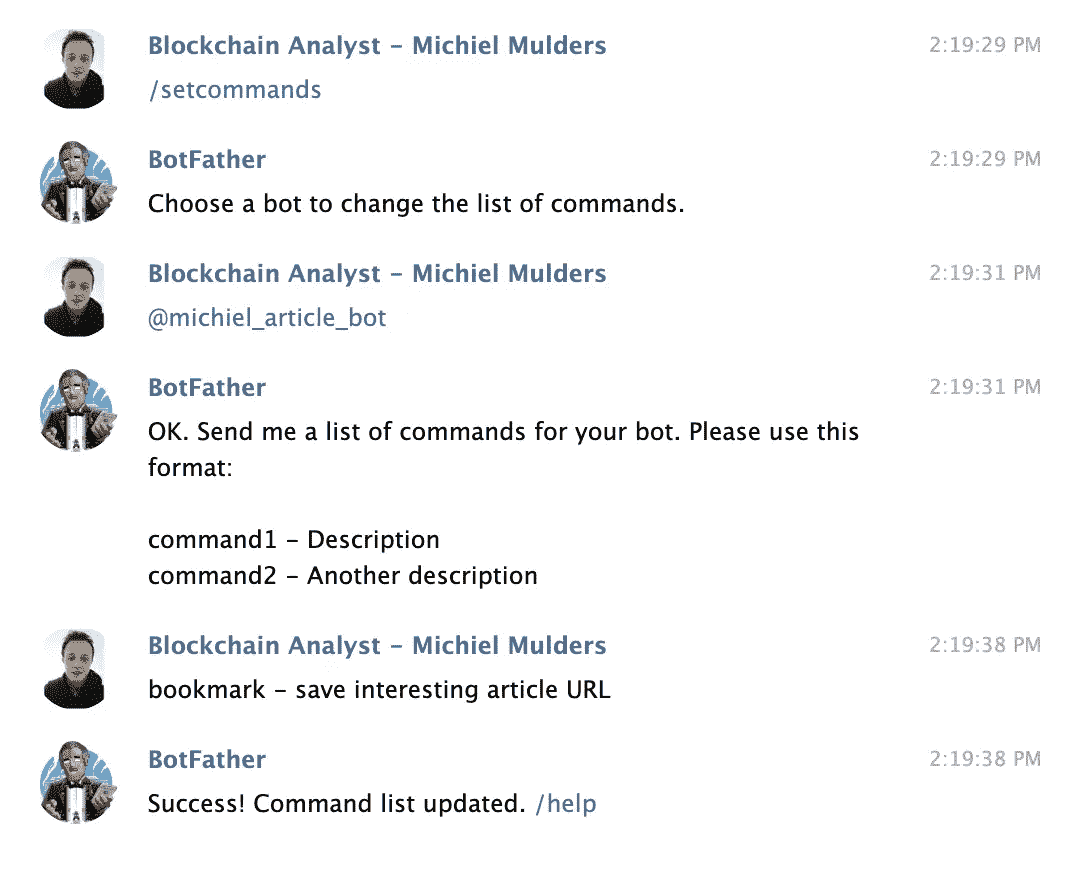 Blockchain Analyst – Michiel Mulders 2:19:29 PM
/setcommands
BotFather 2:19:29 PM
Choose a bot to change the list of commands.
Blockchain Analyst – Michiel Mulders 2:19:31 PM
@michiel_article_bot
BotFather 2:19:31 PM
OK. Send me a list of commands for your bot. Please use this
format:
command1 – Description
command2 – Another description
Blockchain Analyst – Michiel Mulders 2:19:38 PM
bookmark – save interesting article URL
BotFather 2:19:38 PM
Success! Command list updated. /help